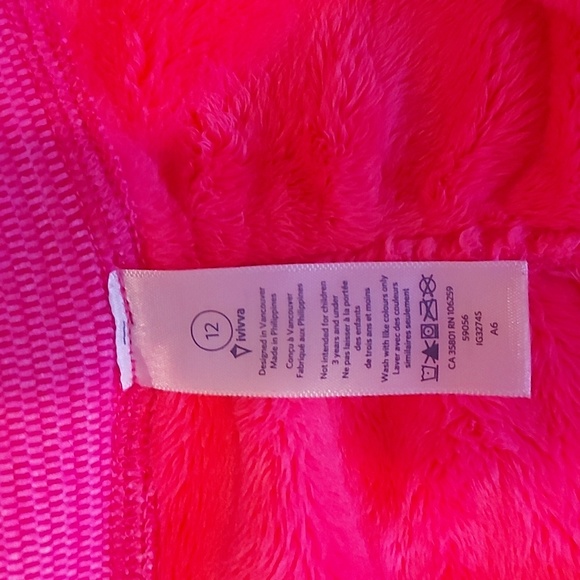 12
ivivva
Designed in Vancouver
Made in Philippines
Conçu à Vancouver
Fabriqué aux Philippines
Not intended for children
3 years and under
Ne pas laisser à la portée
des enfants
de trois ans et moins
Wash with like colours only
Laver avec des couleurs
similaires seulement
CA 35801 RN 106259
59056
IG32745
A6